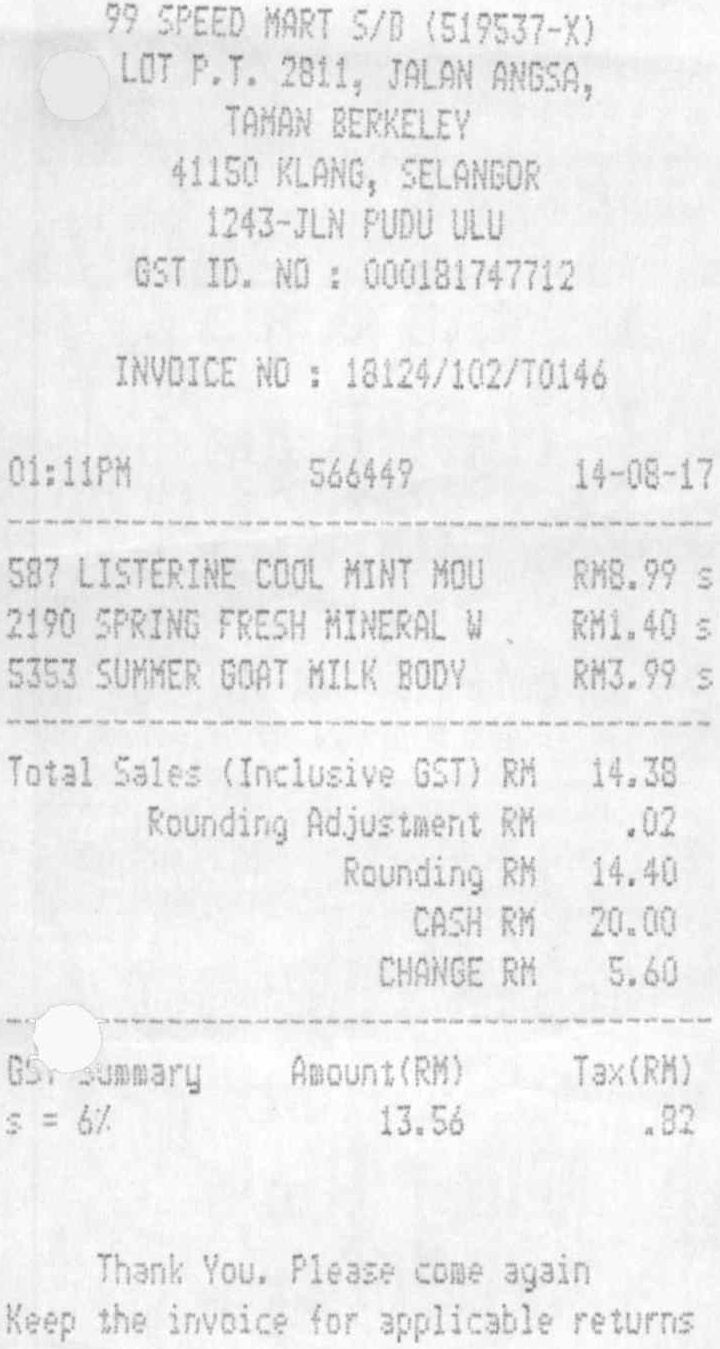 99 SPEED MART S/B (519537-X)
LOT P.T. 2811, JALAN ANGSA,
TAMAN BERKELEY
41150 KLANG, SELANGOR
1243-JLN PUDU ULU
GST ID. NO : 000181747712
INVOICE NO : 18124/102/T0146
01:11PM 566449 14-08-17
587 LISTERINE COOL MINT MOU RM8.99 s
2190 SPRING FRESH MINERAL W RM1.40 s
5353 SUMMER GOAT MILK BODY RM3.99 s
Total Sales (Inclusive GST) RM 14.38
Rounding Adjustment RM .02
Rounding RM 14.40
CASH RM 20.00
CHANGE RM 5.60
GST Summary Amount(RM) Tax(RM)
s = 6% 13.56 .82
Thank You. Please come again
Keep the invoice for applicable returns